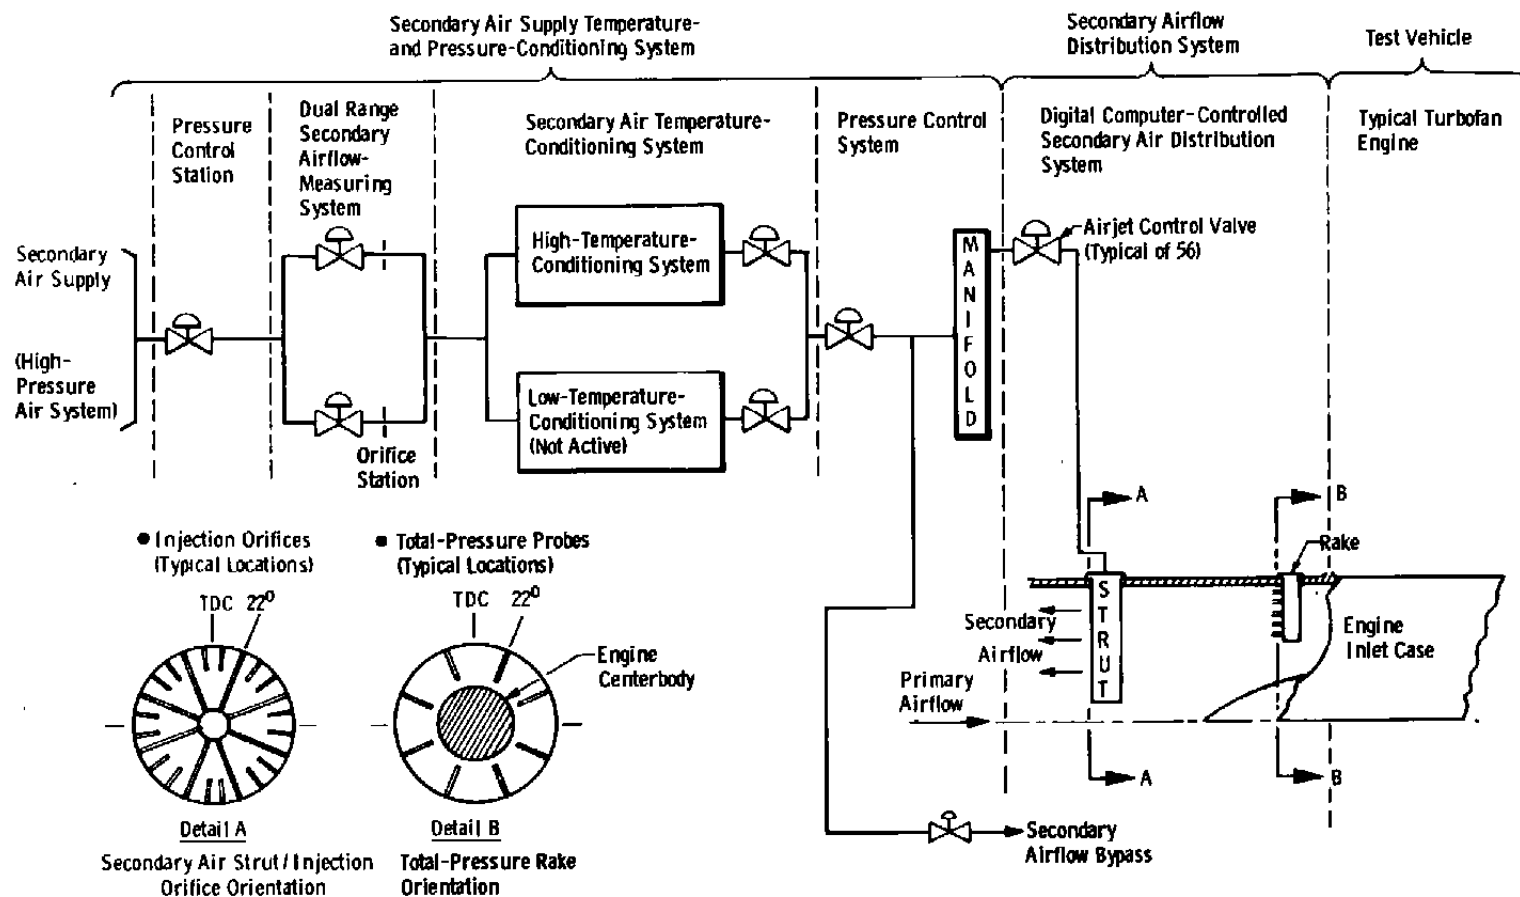 Secondary Air Supply Temperature-
and Pressure-Conditioning System
Secondary Airflow
Distribution System
Test Vehicle
Pressure
Control
Station
Dual Range
Secondary
Airflow-
Measuring
System
Secondary Air Temperature-
Conditioning System
Pressure Control
System
Digital Computer-Controlled
Secondary Air Distribution
System
Typical Turbofan
Engine
Secondary
Air Supply
(High-
Pressure
Air System)
High-Temperature-
Conditioning System
Low-Temperature-
Conditioning System
(Not Active)
Orifice
Station
MANIFOLD
Airjet Control Valve
(Typical of 56)
A
B
Rake
STRUT
Secondary
Airflow
Primary
Airflow
Engine
Inlet Case
A
B
Secondary
Airflow Bypass
● Injection Orifices
(Typical Locations)
TDC 22⁰
Detail A
Secondary Air Strut/Injection
Orifice Orientation
■ Total-Pressure Probes
(Typical Locations)
TDC 22⁰
Engine
Centerbody
Detail B
Total-Pressure Rake
Orientation